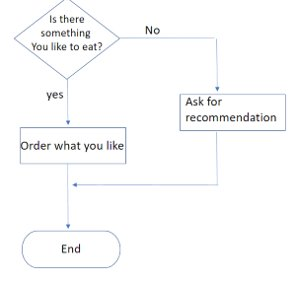 Is there
something
You like to eat?
No
yes
Ask for
recommendation
Order what you like
End